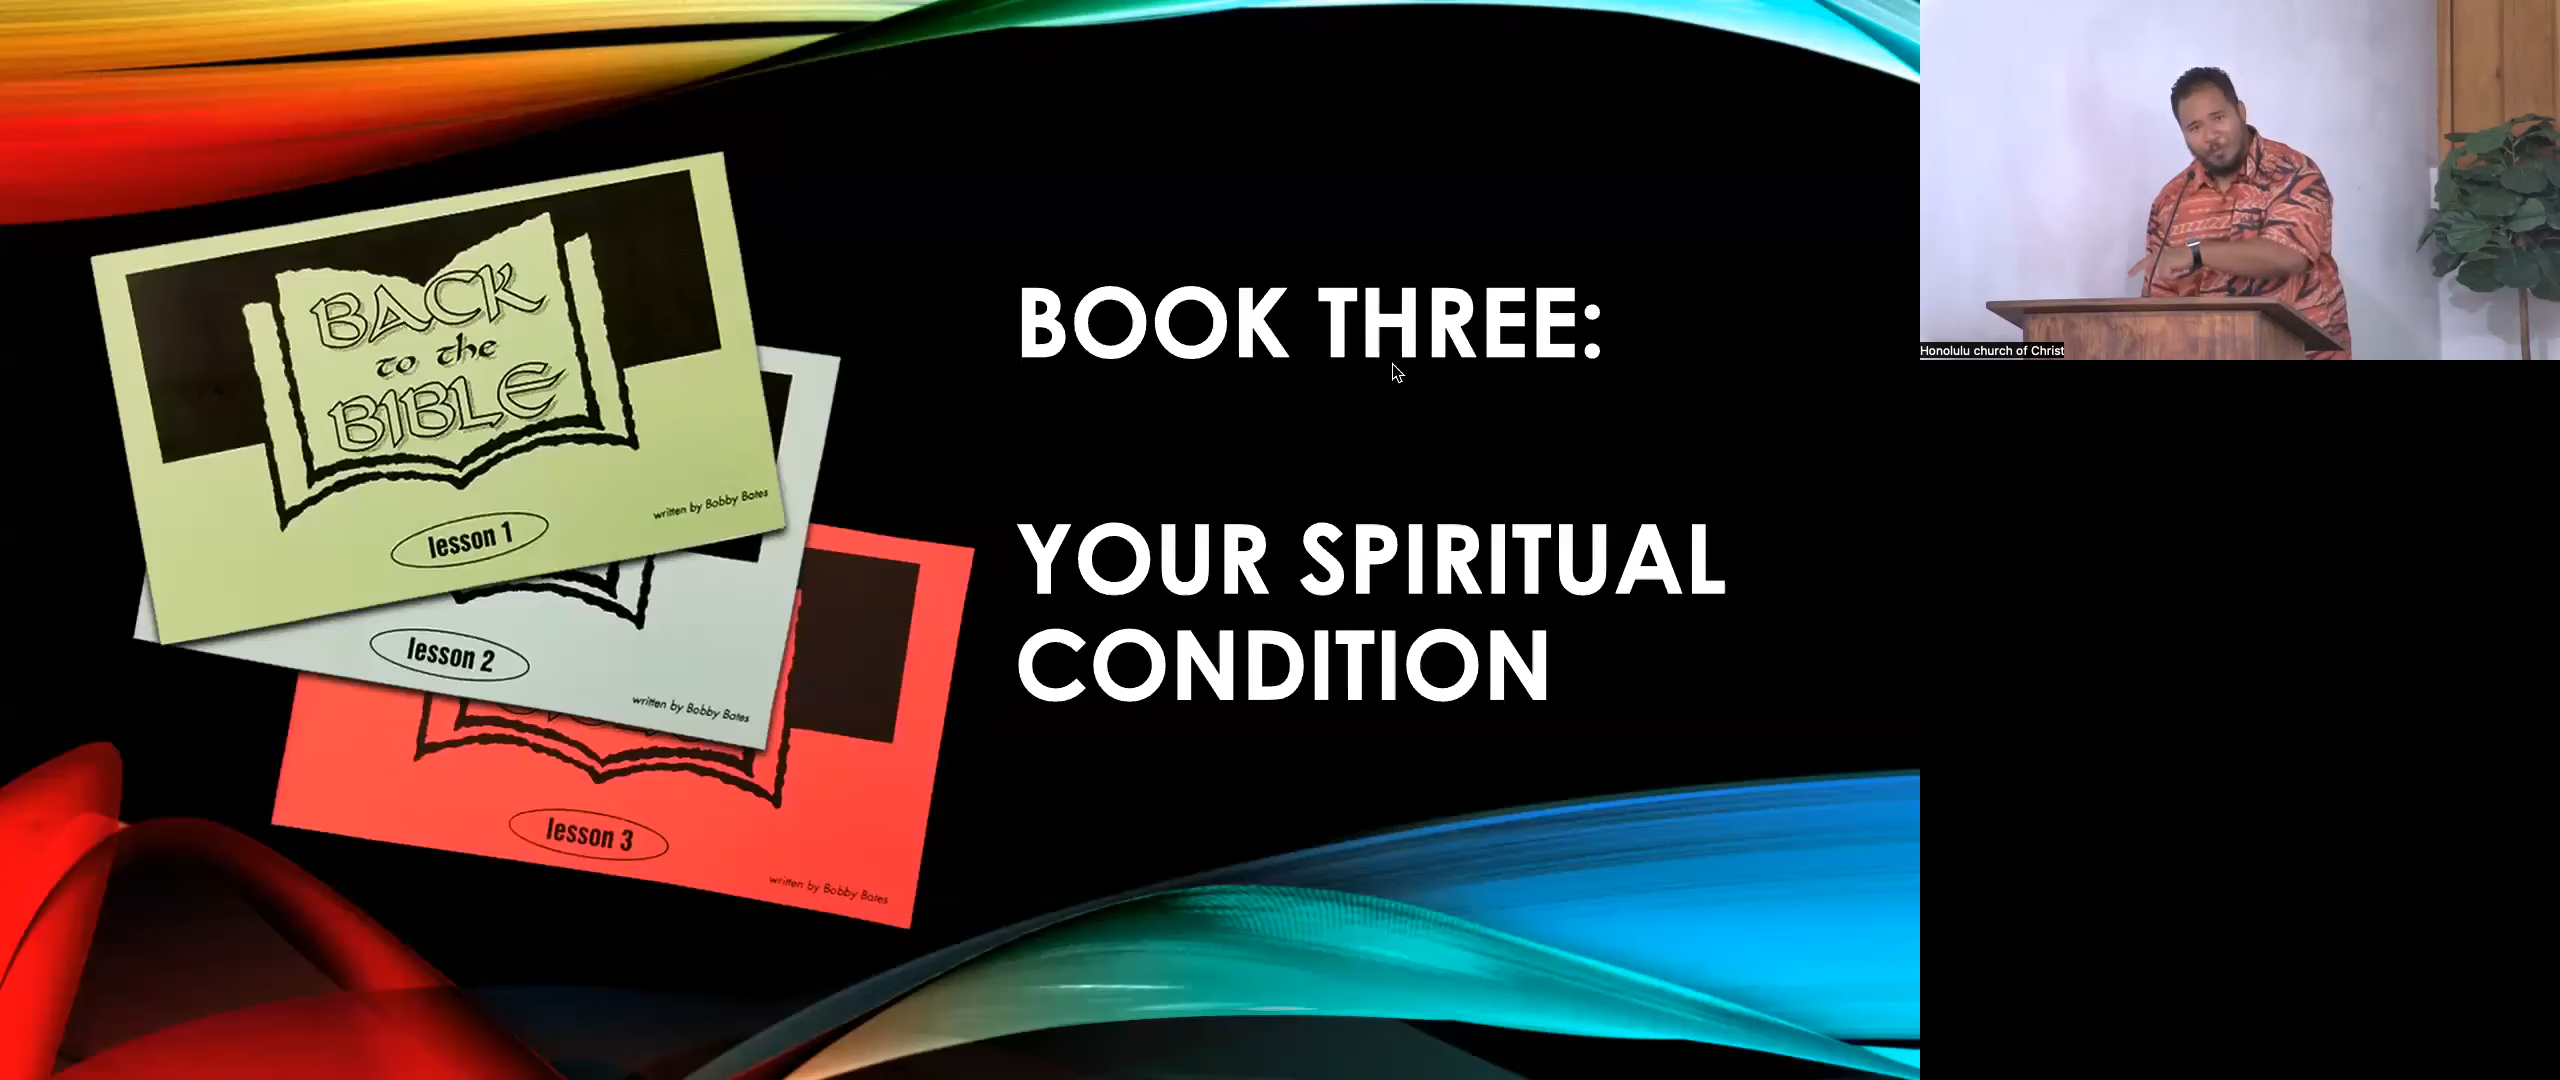 BACK
to the
BIBLE
written by Bobby Bates
lesson 1
lesson 2
written by Bobby Bates
lesson 3
written by Bobby Bates
BOOK THREE:
YOUR SPIRITUAL
CONDITION
Honolulu church of Christ